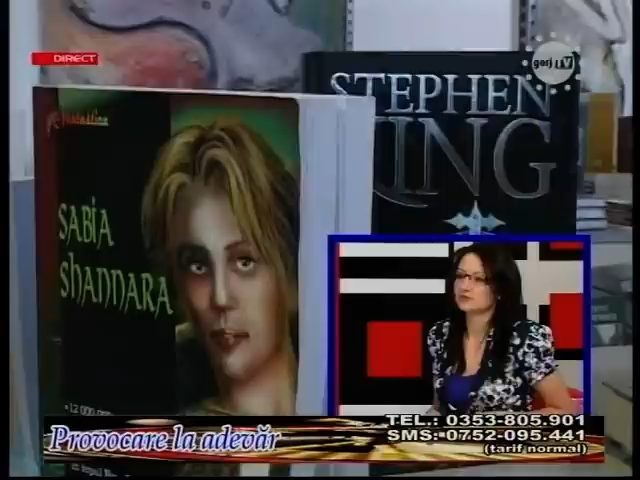 DIRECT
gorj TV
STEPHEN
KING
SABIA
SHANNARA
Provocare la adevăr
TEL.: 0353-805.901
SMS: 0752-095.441
(tarif normal)